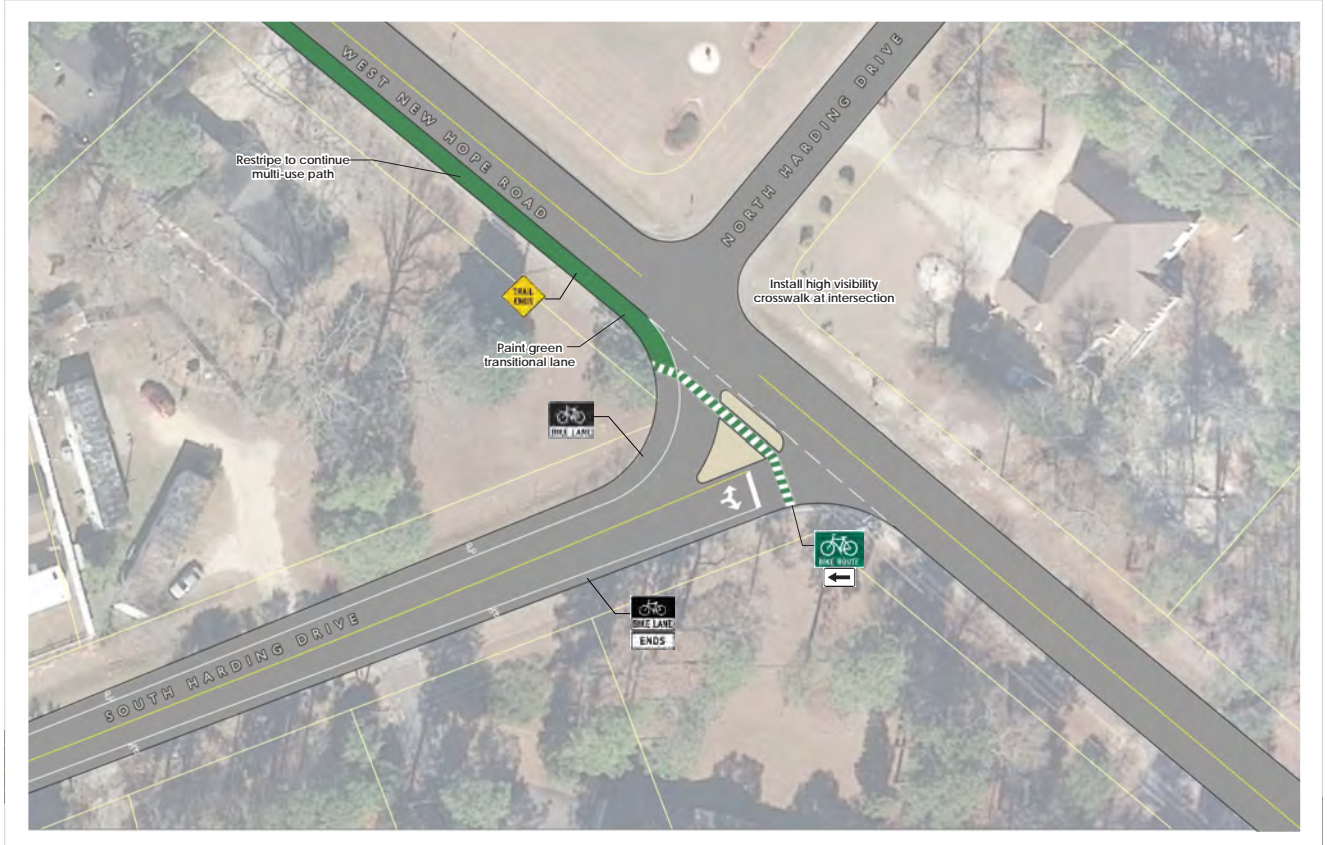 WEST NEW HOPE ROAD
NORTH HARDING DRIVE
Restripe to continue
multi-use path
TRAIL
ENDS
Install high visibility
crosswalk at intersection
Paint green
transitional lane
BIKE LANE
BIKE ROUTE
BIKE LANE
ENDS
SOUTH HARDING DRIVE